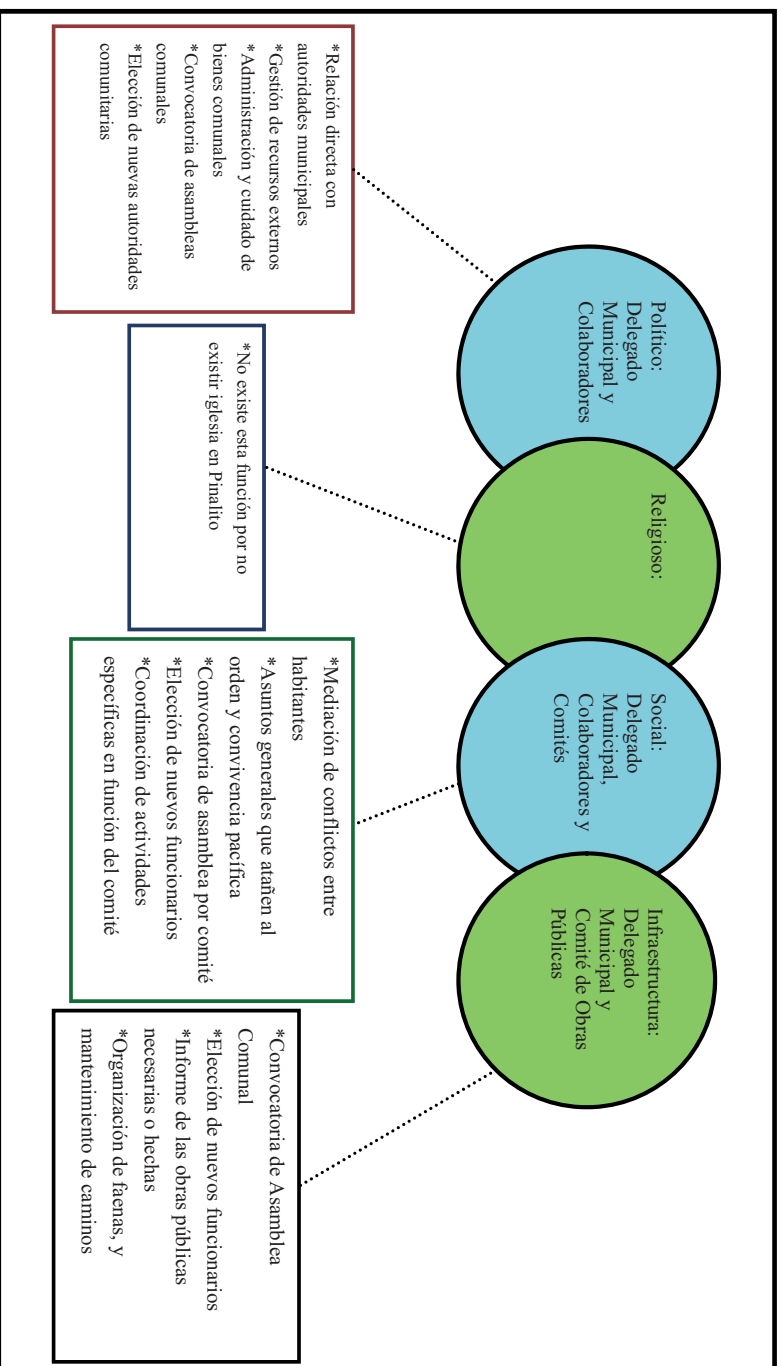 Político:
Delegado
Municipal y
Colaboradores
Religioso:
Social:
Delegado
Municipal,
Colaboradores y
Comités
Infraestructura:
Delegado
Municipal y
Comité de Obras
Públicas
*Relación directa con
autoridades municipales
*Gestión de recursos externos
*Administración y cuidado de
bienes comunales
*Convocatoria de asambleas
comunales
*Elección de nuevas autoridades
comunitarias
*No existe esta función por no
existir iglesia en Pinalito
*Mediación de conflictos entre
habitantes
*Asuntos generales que atañen al
orden y convivencia pacífica
*Convocatoria de asamblea por comité
*Elección de nuevos funcionarios
*Coordinación de actividades
específicas en función del comité
*Convocatoria de Asamblea
Comunal
*Elección de nuevos funcionarios
*Informe de las obras públicas
necesarias o hechas
*Organización de faenas, y
mantenimiento de caminos